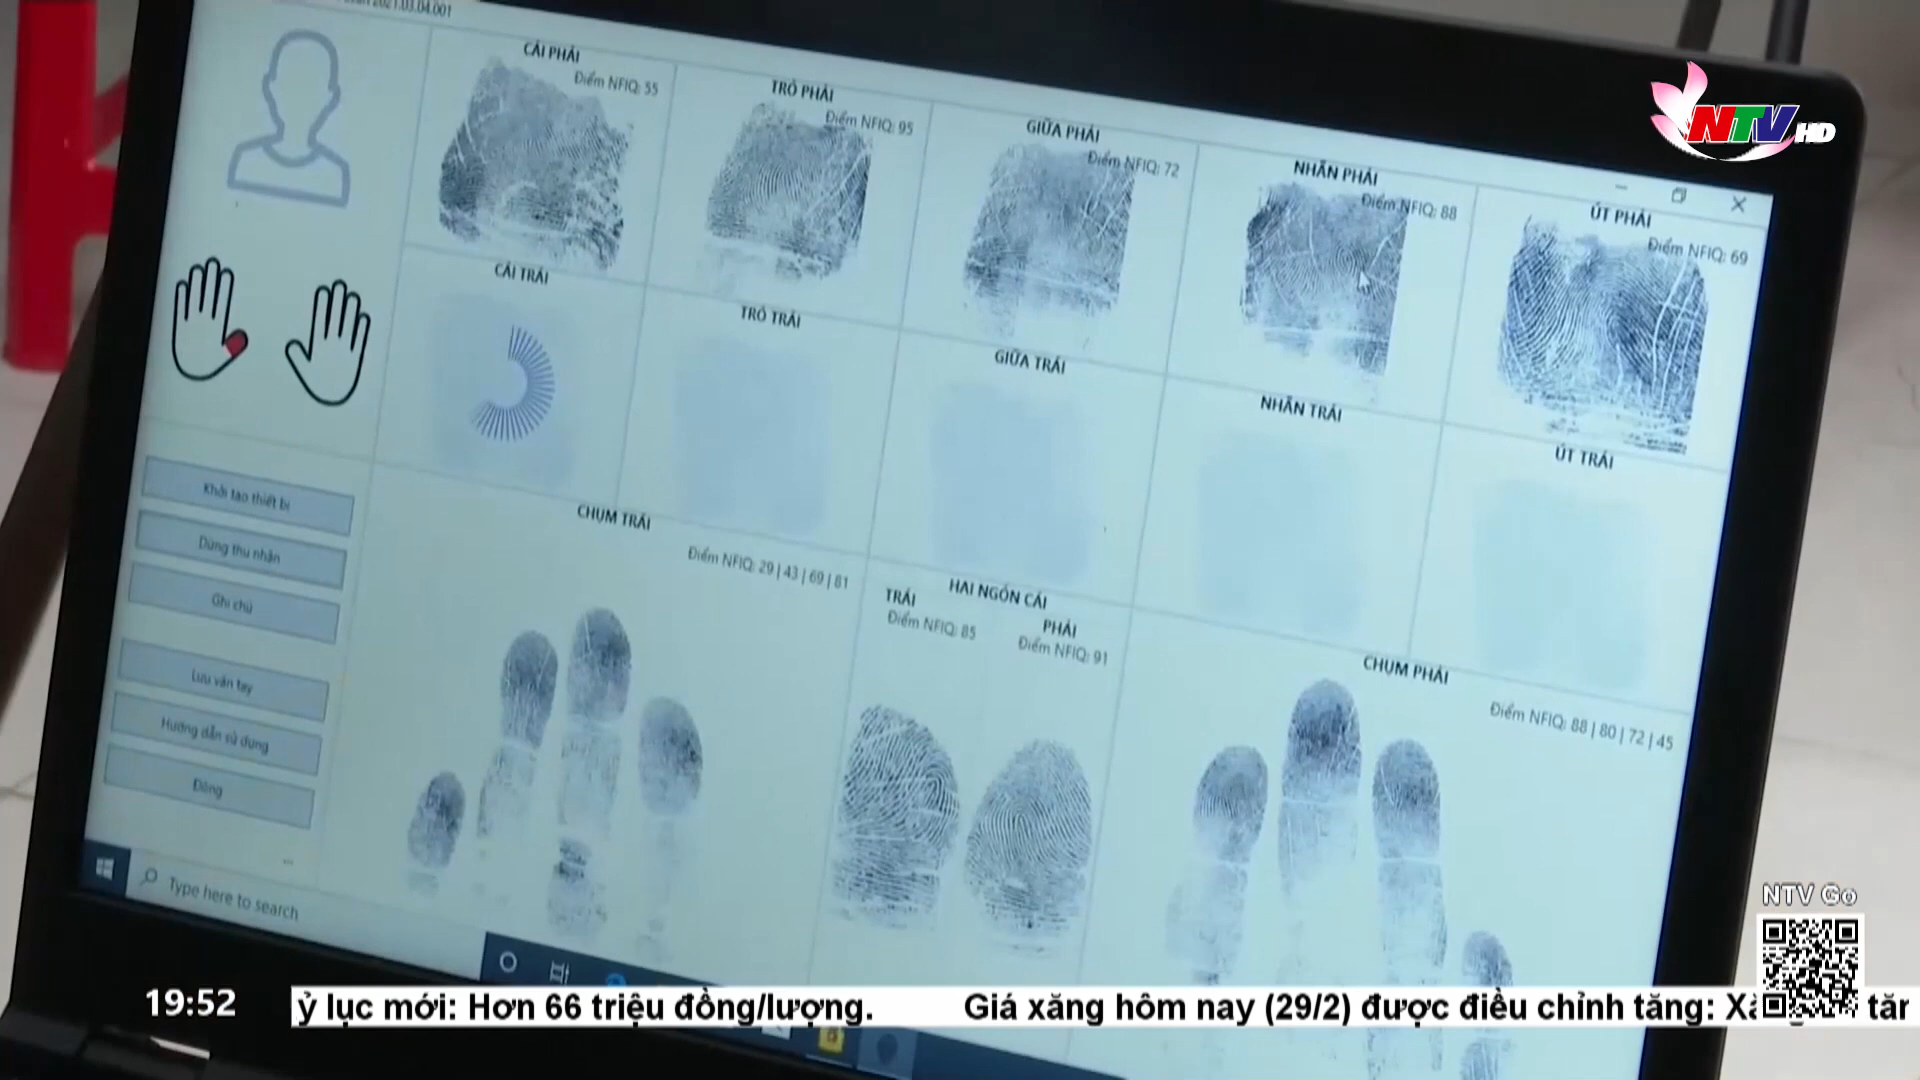 2021.03.04.001
CÁI PHẢI
Điểm NFIQ: 55
TRỎ PHẢI
Điểm NFIQ: 95
GIỮA PHẢI
Điểm NFIQ: 72
NHẪN PHẢI
Điểm NFIQ: 88
ÚT PHẢI
Điểm NFIQ: 69
NTV HD
CÁI TRÁI
TRỎ TRÁI
GIỮA TRÁI
NHẪN TRÁI
ÚT TRÁI
Khởi tạo thiết bị
Dừng thu nhận
Ghi chú
Lưu vân tay
Hướng dẫn sử dụng
Đóng
CHỤM TRÁI
Điểm NFIQ: 29 | 43 | 69 | 81
HAI NGÓN CÁI
TRÁI
Điểm NFIQ: 85
PHẢI
Điểm NFIQ: 91
CHỤM PHẢI
Điểm NFIQ: 88 | 80 | 72 | 45
Type here to search
NTV Go
19:52
ỷ lục mới: Hơn 66 triệu đồng/lượng. Giá xăng hôm nay (29/2) được điều chỉnh tăng: tăn